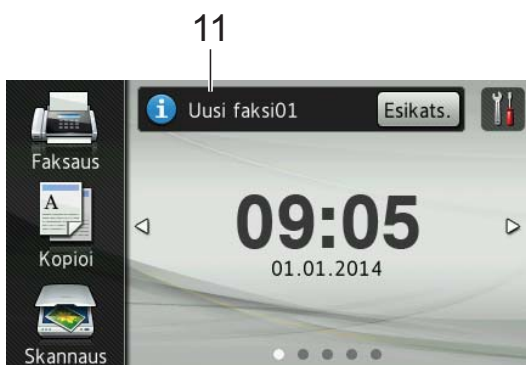 11
Uusi faksi01
Esikats.
Faksaus
A
Kopioi
09:05
01.01.2014
Skannaus